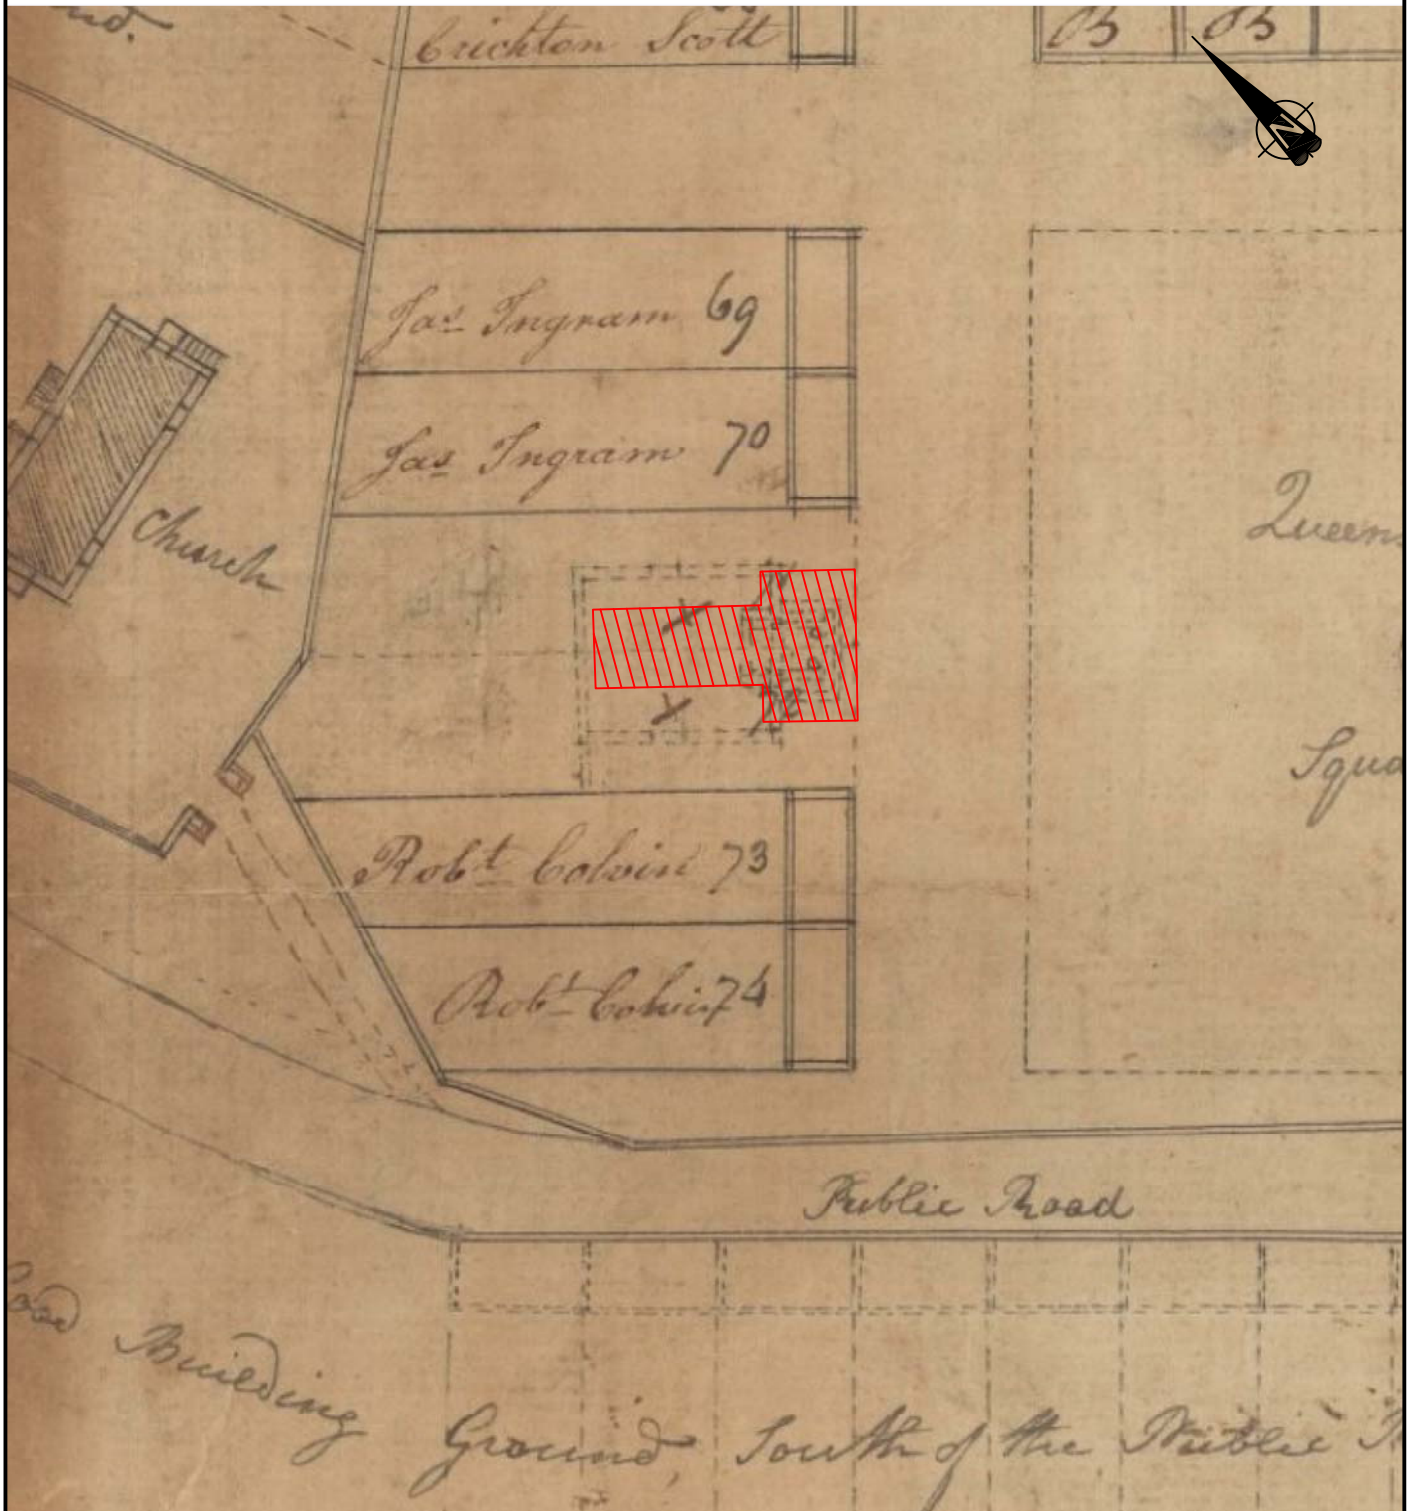 Crichton Scott
B
B
N
Jas Ingram 69
Jas Ingram 70
Queens
Church
Squa
Robt Colvin 73
Robt Colvin 74
Public Road
Building
Ground, South of the Public